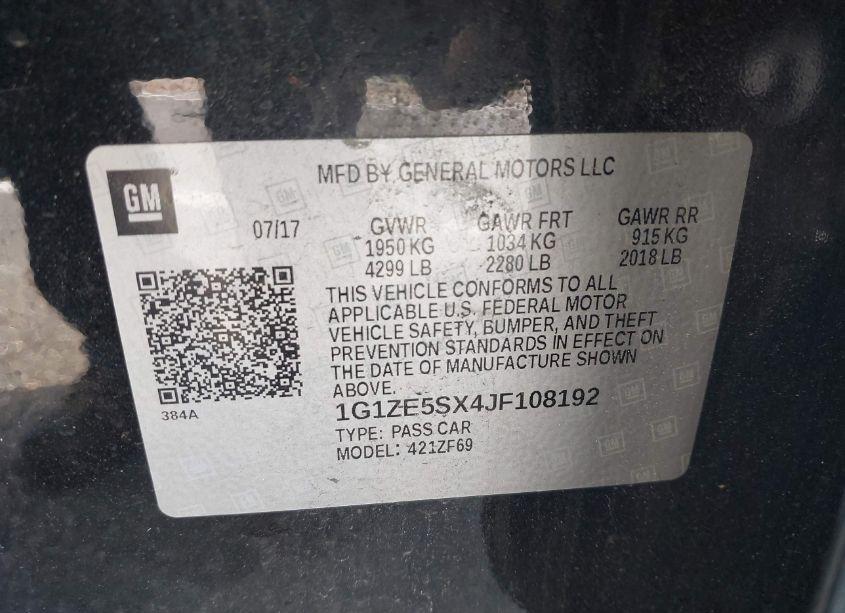 MFD BY GENERAL MOTORS LLC
GM
07/17 GVWR GAWR FRT GAWR RR
1950 KG 1034 KG 915 KG
4299 LB 2280 LB 2018 LB
THIS VEHICLE CONFORMS TO ALL
APPLICABLE U.S. FEDERAL MOTOR
VEHICLE SAFETY, BUMPER, AND THEFT
PREVENTION STANDARDS IN EFFECT ON
THE DATE OF MANUFACTURE SHOWN
ABOVE.
384A
1G1ZE5SX4JF108192
TYPE: PASS CAR
MODEL: 421ZF69